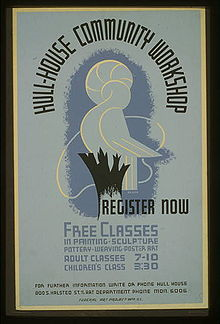 HULL-HOUSE COMMUNITY WORKSHOP
REGISTER NOW
FREE CLASSES
IN PAINTING-SCULPTURE
POTTERY-WEAVING-POSTER ART
ADULT CLASSES 7-10
CHILDREN'S CLASS 3:30
FOR FURTHER INFORMATION WRITE OR PHONE HULL HOUSE
800 S. HALSTED ST. ART DEPARTMENT PHONE MON. 6006
FEDERAL ART PROJECT WPA ILL.